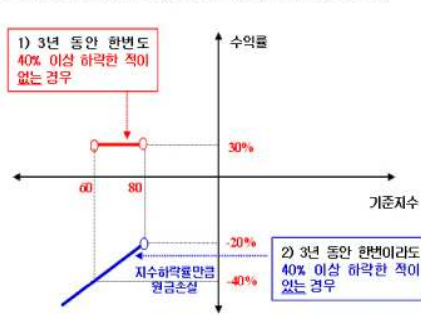 1) 3년 동안 한번도
40% 이상 하락한 적이
없는 경우
수익률
30%
60
80
기준지수
-20%
지수하락률만큼
원금손실
-40%
2) 3년 동안 한번이라도
40% 이상 하락한 적이
있는 경우